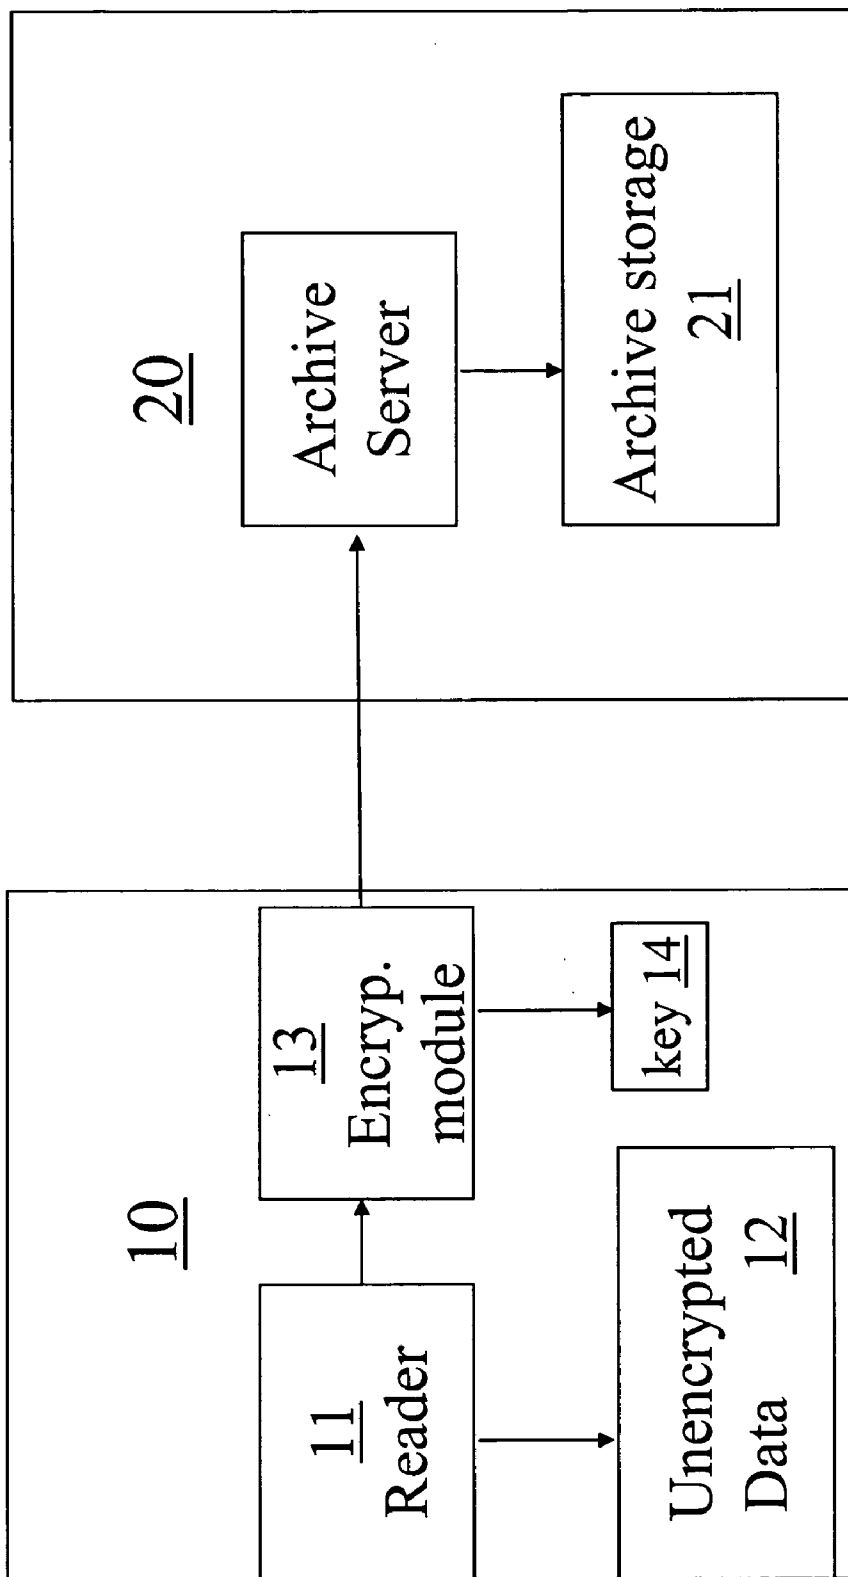 10
11
Reader
13
Encryp.
module
Unencrypted
Data 12
key 14
20
Archive
Server
Archive storage
21